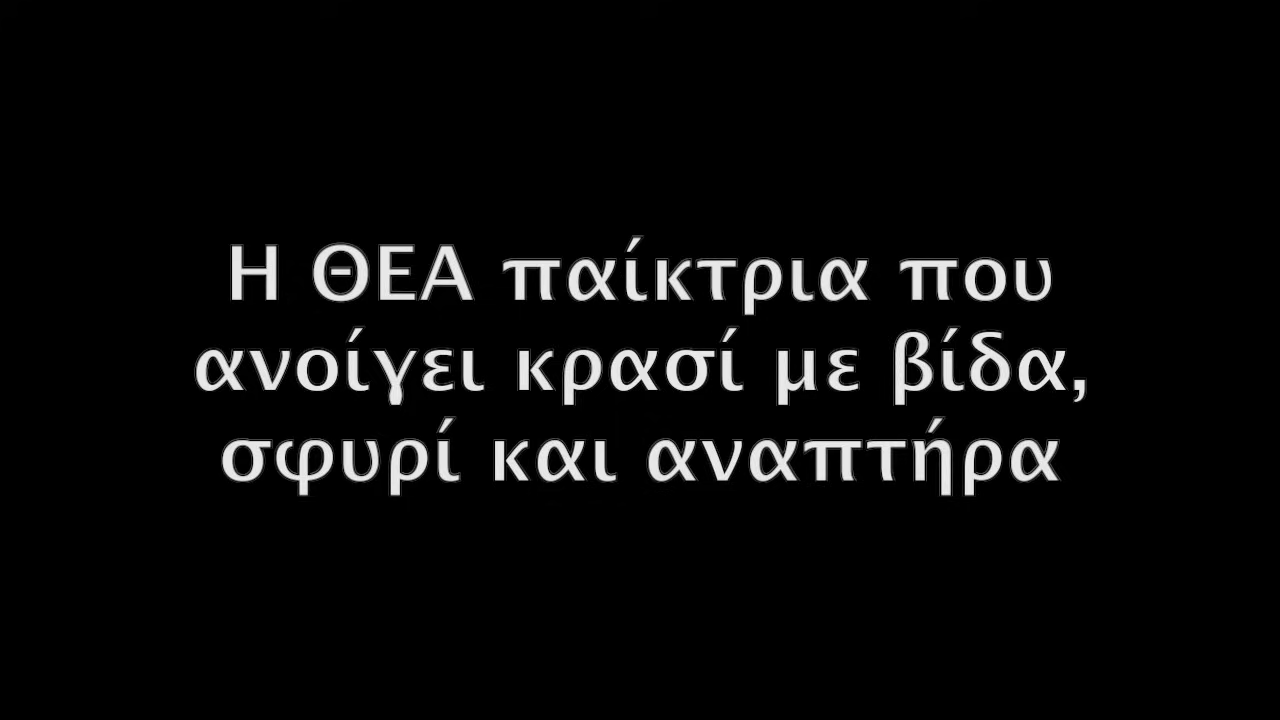 Η ΘΕΑ παίκτρια που
ανοίγει κρασί με βίδα,
σφυρί και αναπτήρα